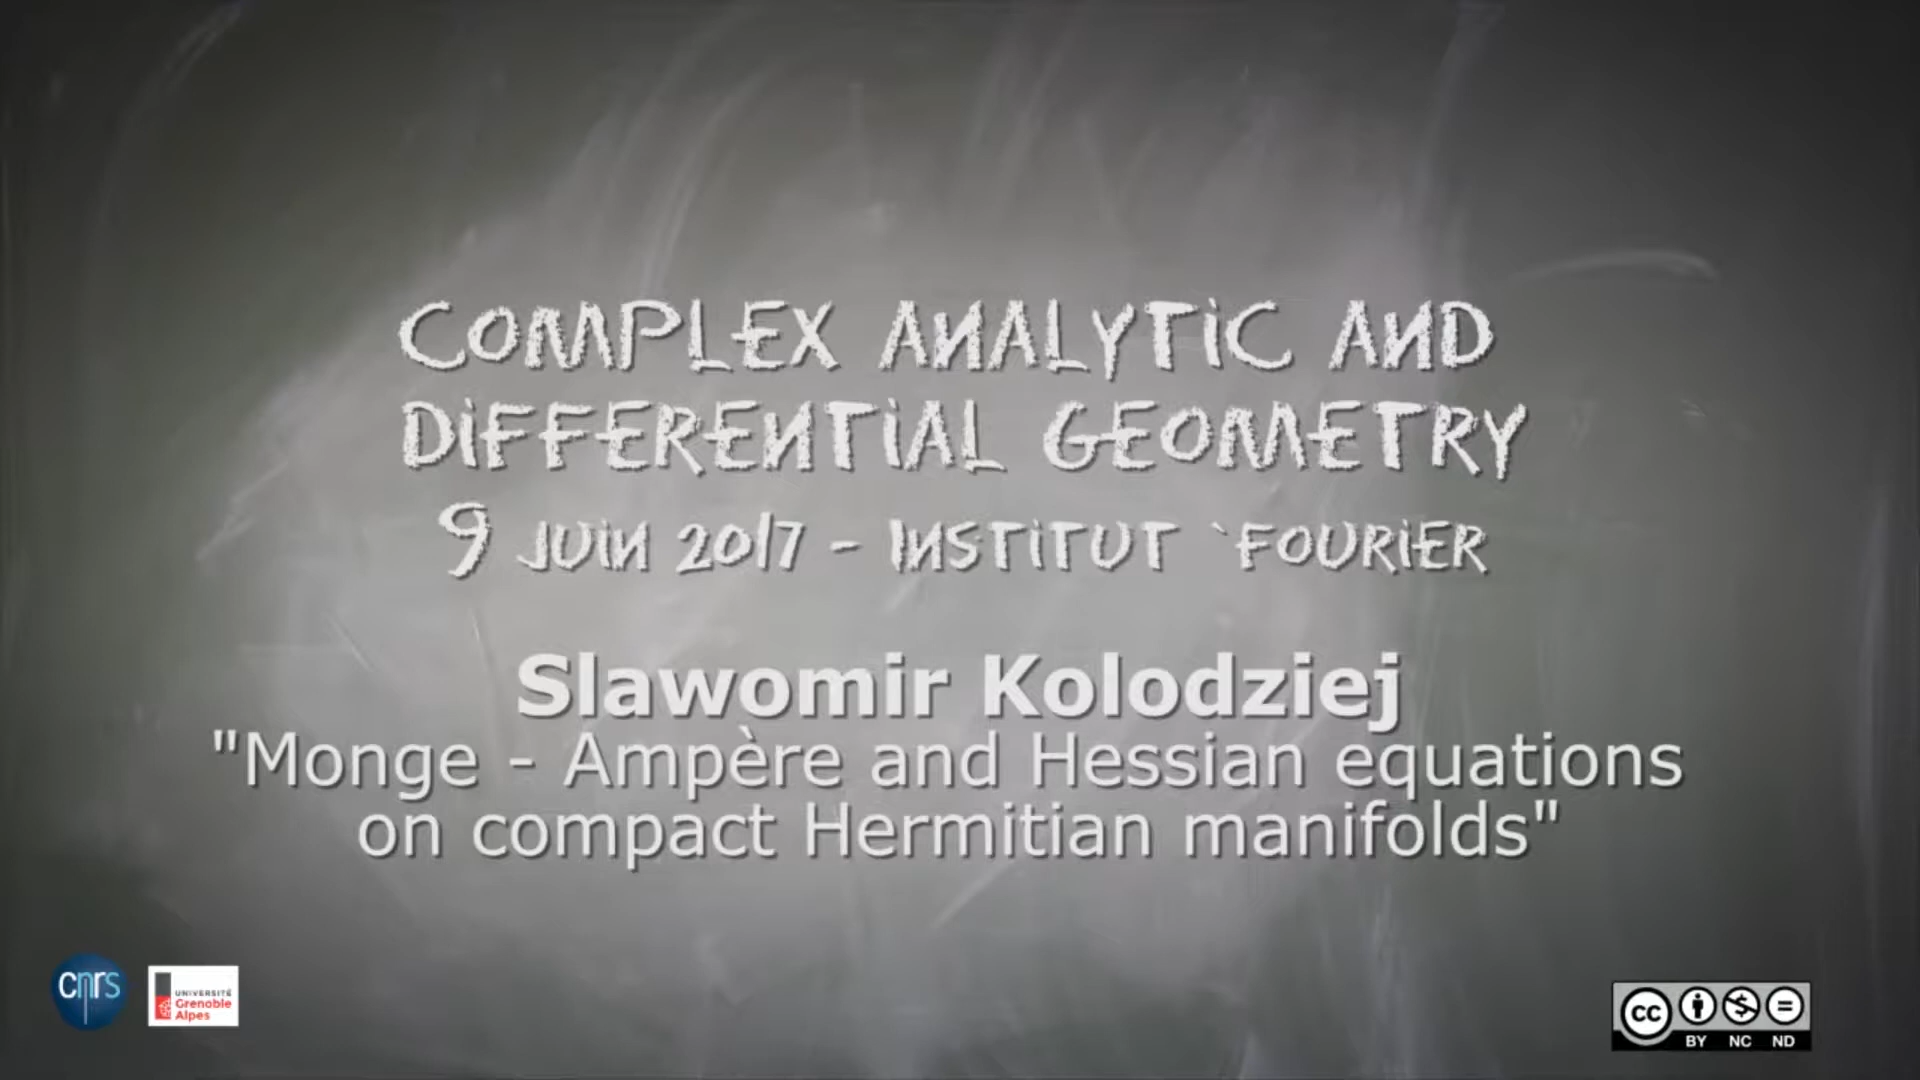 COMPLEX ANALYTIC AND
DIFFERENTIAL GEOMETRY
9 JUIN 2017 - INSTITUT `FOURIER
Slawomir Kolodziej
"Monge - Ampère and Hessian equations
on compact Hermitian manifolds"
cnrs
UNIVERSITÉ
Grenoble
Alpes
cc
BY NC ND